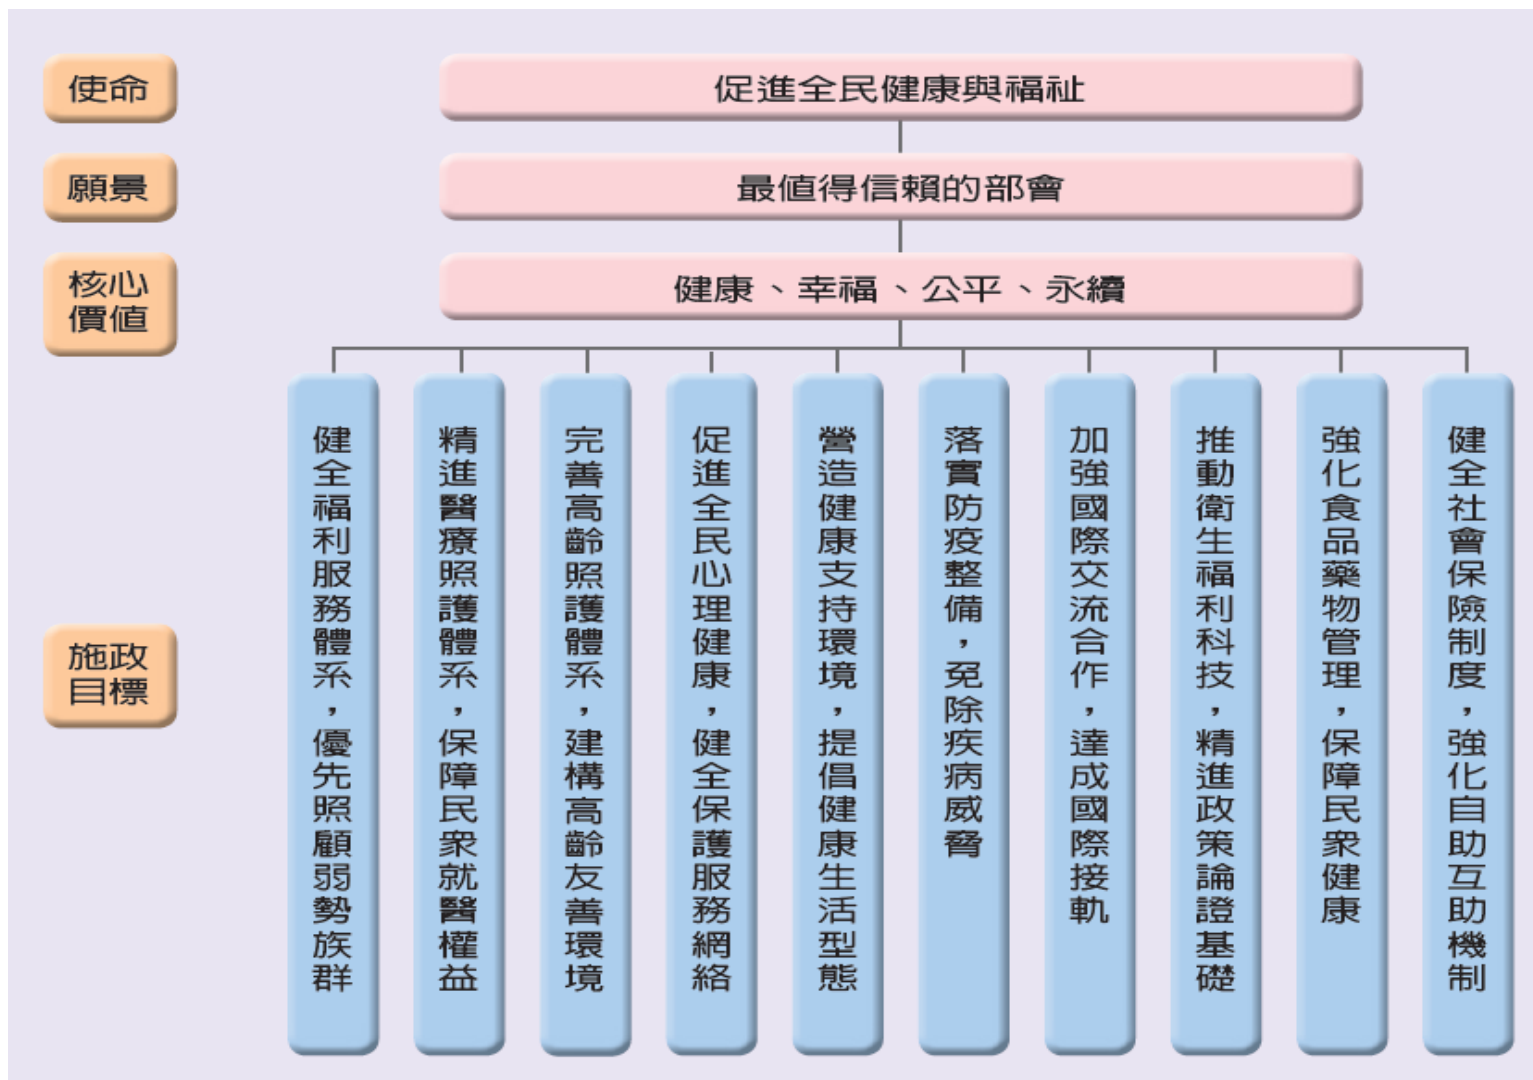 使命
促進全民健康與福祉
願景
最值得信賴的部會
核心
價值
健康、幸福、公平、永續
施政
目標
健全福利服務體系，優先照顧弱勢族群
精進醫療照護體系，保障民眾就醫權益
完善高齡照護體系，建構高齡友善環境
促進全民心理健康，健全保護服務網絡
營造健康支持環境，提倡健康生活型態
落實防疫整備，免除疾病威脅
加強國際交流合作，達成國際接軌
推動衛生福利科技，精進政策論證基礎
強化食品藥物管理，保障民眾健康
健全社會保險制度，強化自助互助機制